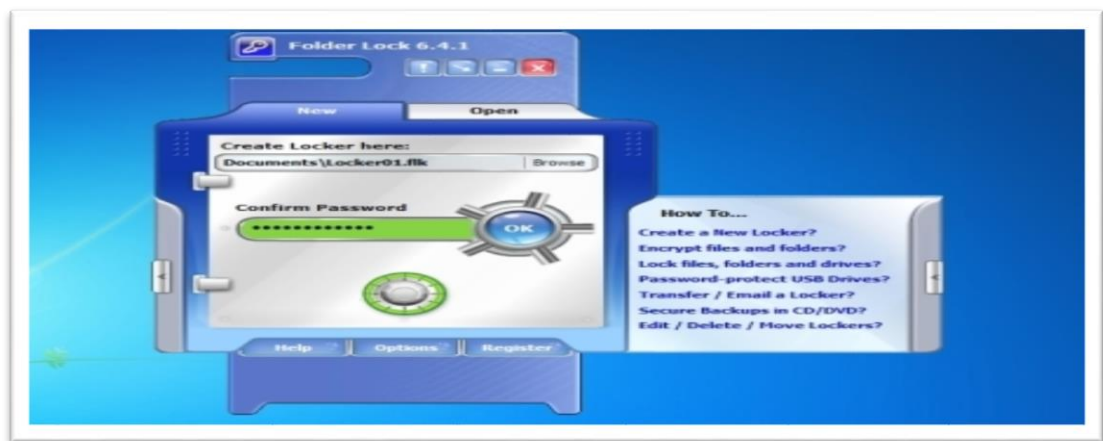 Folder Lock 6.4.1
New
Open
Create Locker here:
Documents\Locker01.flk
Browse
Confirm Password
OK
Help
Options
Register
How To...
Create a New Locker?
Encrypt files and folders?
Lock files, folders and drives?
Password-protect USB Drives?
Transfer / Email a Locker?
Secure Backups in CD/DVD?
Edit / Delete / Move Lockers?